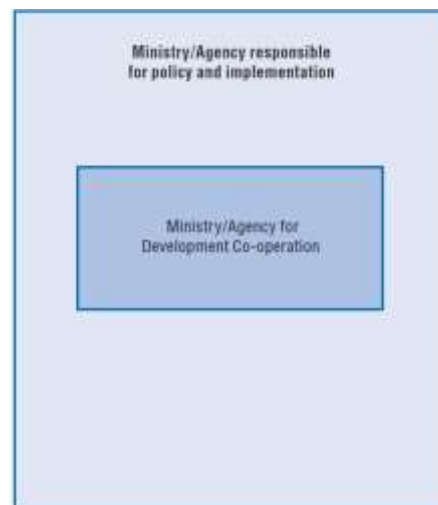 Ministry/Agency responsible
for policy and implementation
Ministry/Agency for
Development Co-operation